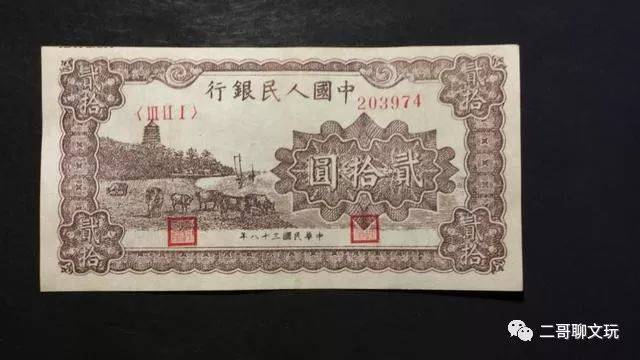 中國人民銀行
〈ⅢⅡⅠ〉
203974
貳拾
貳拾
貳拾圓
貳拾
貳拾
中華民國三十八年
二哥聊文玩